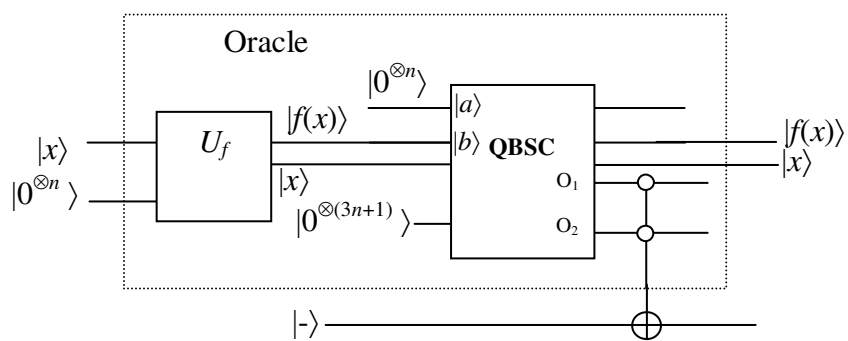 Oracle
|0^{⊗n}⟩
|a⟩
|f(x)⟩
U_f
|b⟩ QBSC
|f(x)⟩
|x⟩
|x⟩
|x⟩
O_1
|0^{⊗n}⟩
|0^{⊗(3n+1)}⟩
O_2
|-⟩